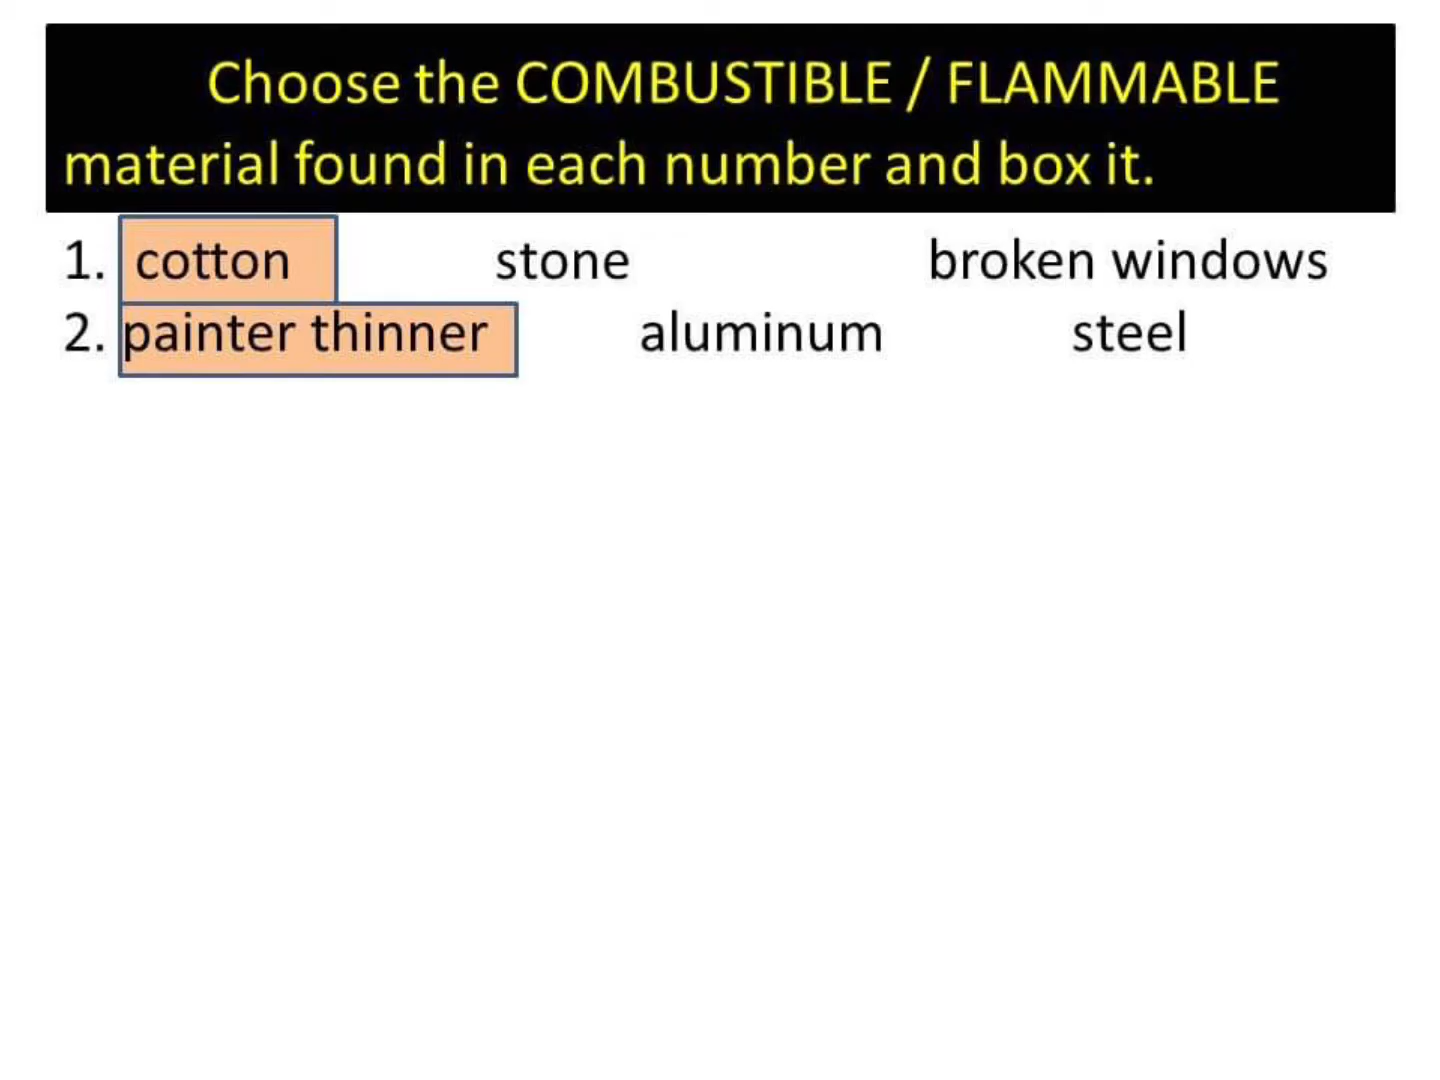 Choose the COMBUSTIBLE / FLAMMABLE
material found in each number and box it.
1. cotton stone broken windows
2. painter thinner aluminum steel